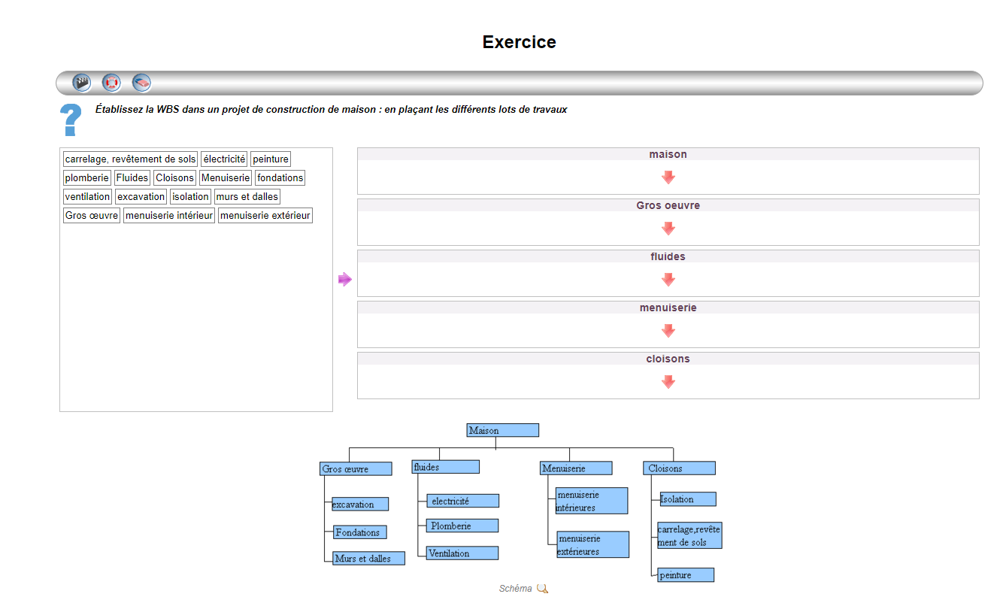 Exercice
Établissez la WBS dans un projet de construction de maison : en plaçant les différents lots de travaux
carrelage, revêtement de sols électricité peinture
plomberie Fluides Cloisons Menuiserie fondations
ventilation excavation isolation murs et dalles
Gros œuvre menuiserie intérieur menuiserie extérieur
maison
Gros oeuvre
fluides
menuiserie
cloisons
Maison
Gros œuvre
excavation
Fondations
Murs et dalles
fluides
electricité
Plomberie
Ventilation
Menuiserie
menuiserie
intérieures
menuiserie
extérieures
Cloisons
Isolation
carrelage,revête
ment de sols
peinture
Schéma